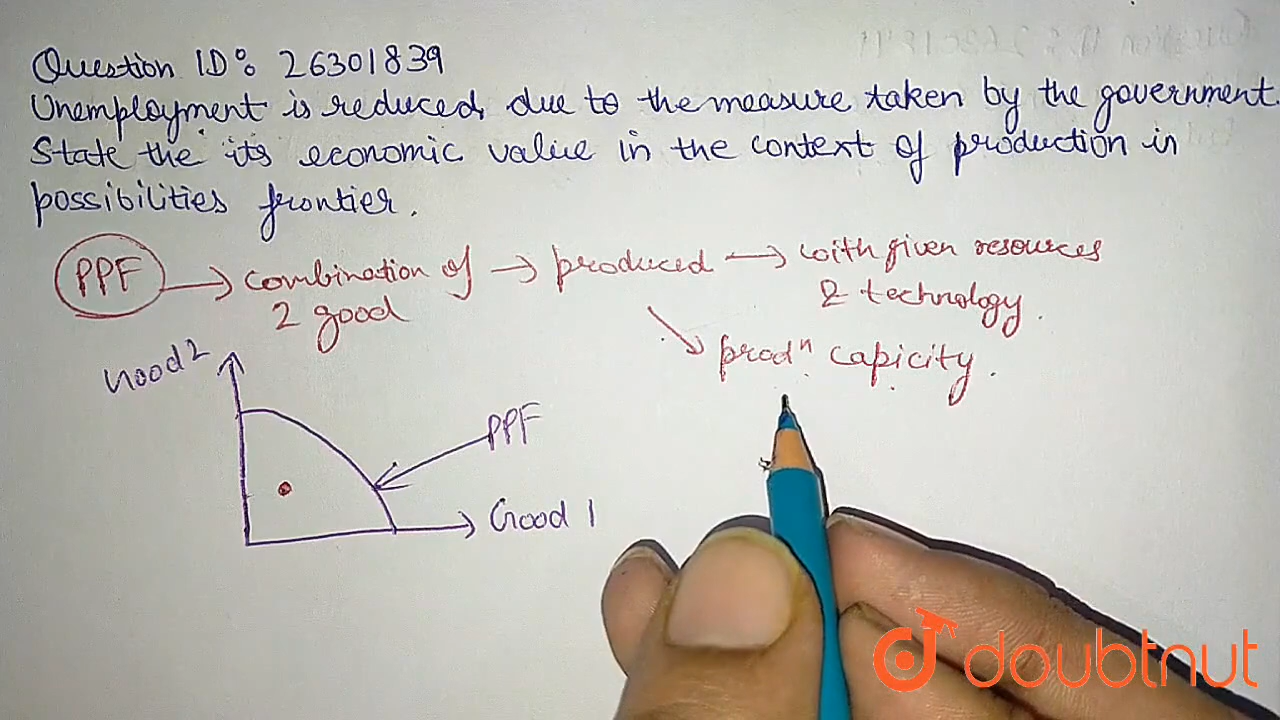 Question ID: 26301839
Unemployment is reduced, due to the measure taken by the government.
State the its economic value in the context of production in
possibilities frontier.
PPF → combination of → produced → with given resources
2 good
& technology.
prodⁿ capicity.
Good 2
PPF
Good 1
doubtnut